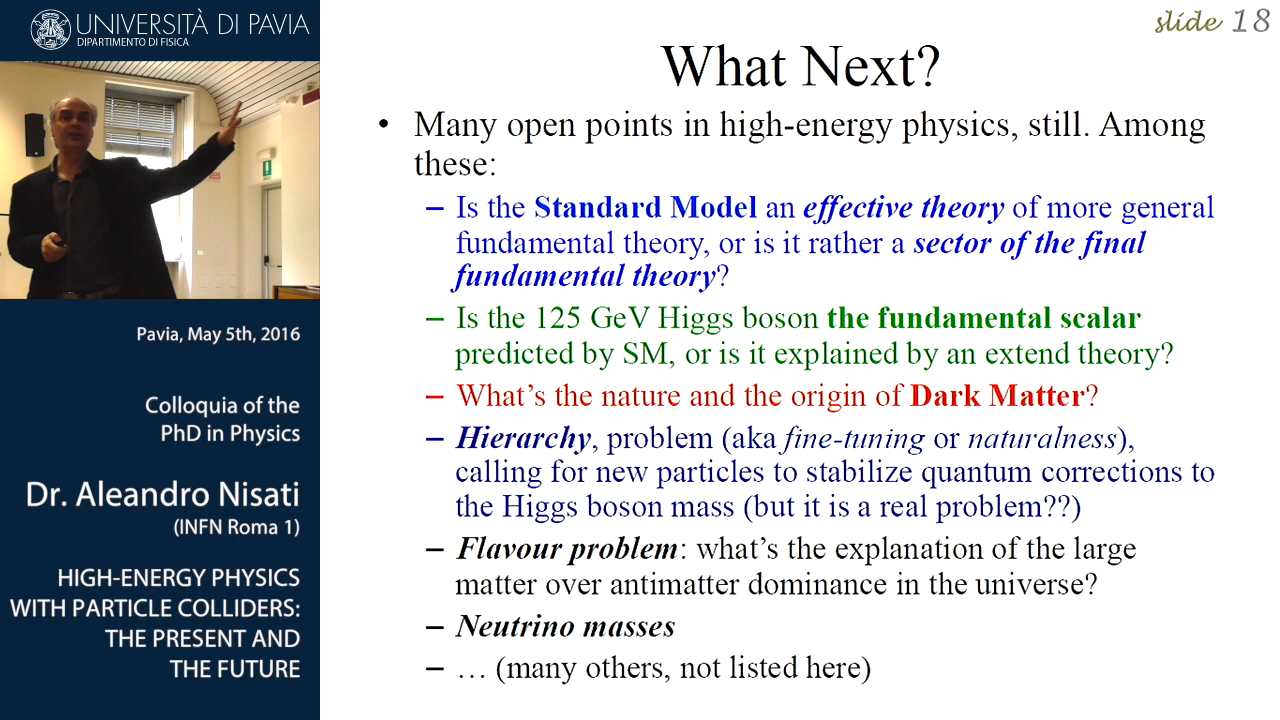 UNIVERSITÀ DI PAVIA
DIPARTIMENTO DI FISICA
slide 18
What Next?
• Many open points in high-energy physics, still. Among
these:
– Is the Standard Model an effective theory of more general
fundamental theory, or is it rather a sector of the final
fundamental theory?
– Is the 125 GeV Higgs boson the fundamental scalar
predicted by SM, or is it explained by an extend theory?
– What’s the nature and the origin of Dark Matter?
– Hierarchy, problem (aka fine-tuning or naturalness),
calling for new particles to stabilize quantum corrections to
the Higgs boson mass (but it is a real problem??)
– Flavour problem: what’s the explanation of the large
matter over antimatter dominance in the universe?
– Neutrino masses
– … (many others, not listed here)
Pavia, May 5th, 2016
Colloquia of the
PhD in Physics
Dr. Aleandro Nisati
(INFN Roma 1)
HIGH-ENERGY PHYSICS
WITH PARTICLE COLLIDERS:
THE PRESENT AND
THE FUTURE